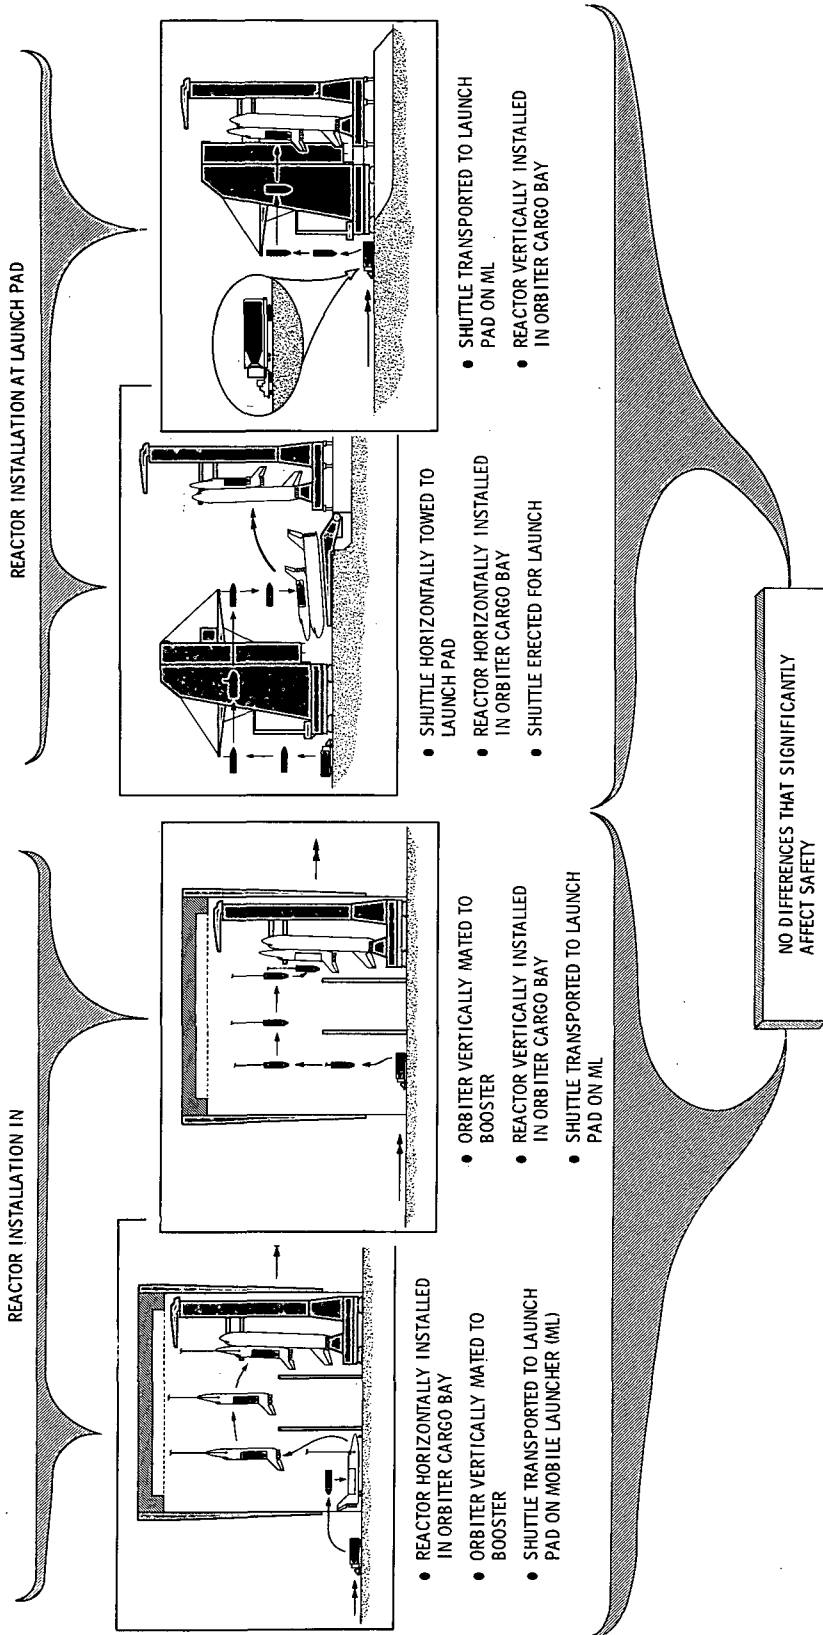 REACTOR INSTALLATION IN
● REACTOR HORIZONTALLY INSTALLED
IN ORBITER CARGO BAY
● ORBITER VERTICALLY MATED TO
BOOSTER
● SHUTTLE TRANSPORTED TO LAUNCH
PAD ON MOBILE LAUNCHER (ML)
● ORBITER VERTICALLY MATED TO
BOOSTER
● REACTOR VERTICALLY INSTALLED
IN ORBITER CARGO BAY
● SHUTTLE TRANSPORTED TO LAUNCH
PAD ON ML
REACTOR INSTALLATION AT LAUNCH PAD
● SHUTTLE HORIZONTALLY TOWED TO
LAUNCH PAD
● REACTOR HORIZONTALLY INSTALLED
IN ORBITER CARGO BAY
● SHUTTLE ERECTED FOR LAUNCH
● SHUTTLE TRANSPORTED TO LAUNCH
PAD ON ML
● REACTOR VERTICALLY INSTALLED
IN ORBITER CARGO BAY
NO DIFFERENCES THAT SIGNIFICANTLY
AFFECT SAFETY